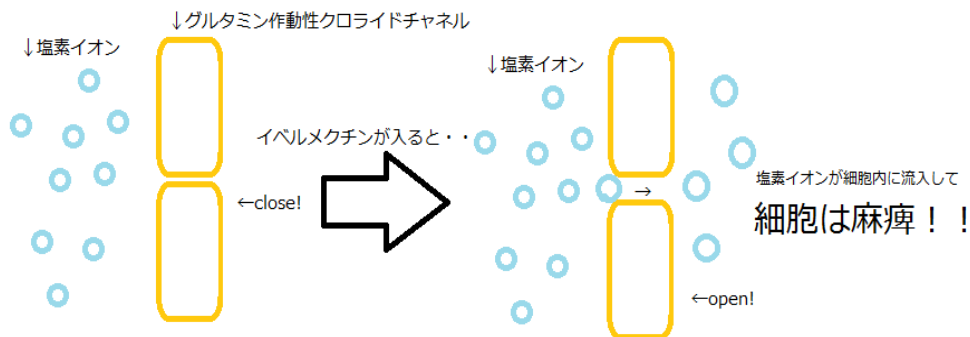 ↓グルタミン作動性クロライドチャネル
↓塩素イオン
↓塩素イオン
イベルメクチンが入ると・・
←close!
→
塩素イオンが細胞内に流入して
細胞は麻痺！！
←open!